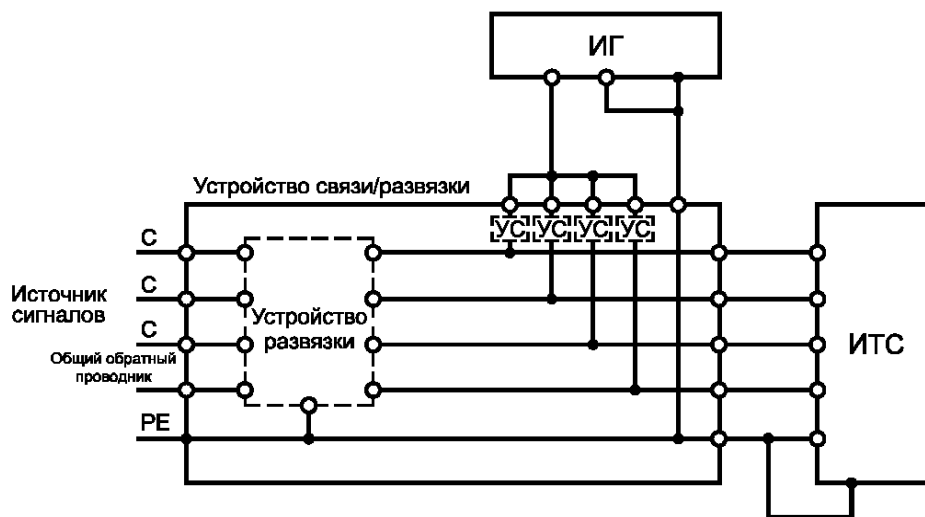 ИГ
Устройство связи/развязки
УС УС УС УС
С
С
Источник
сигналов
Устройство
развязки
С
ИТС
Общий обратный
проводник
РЕ